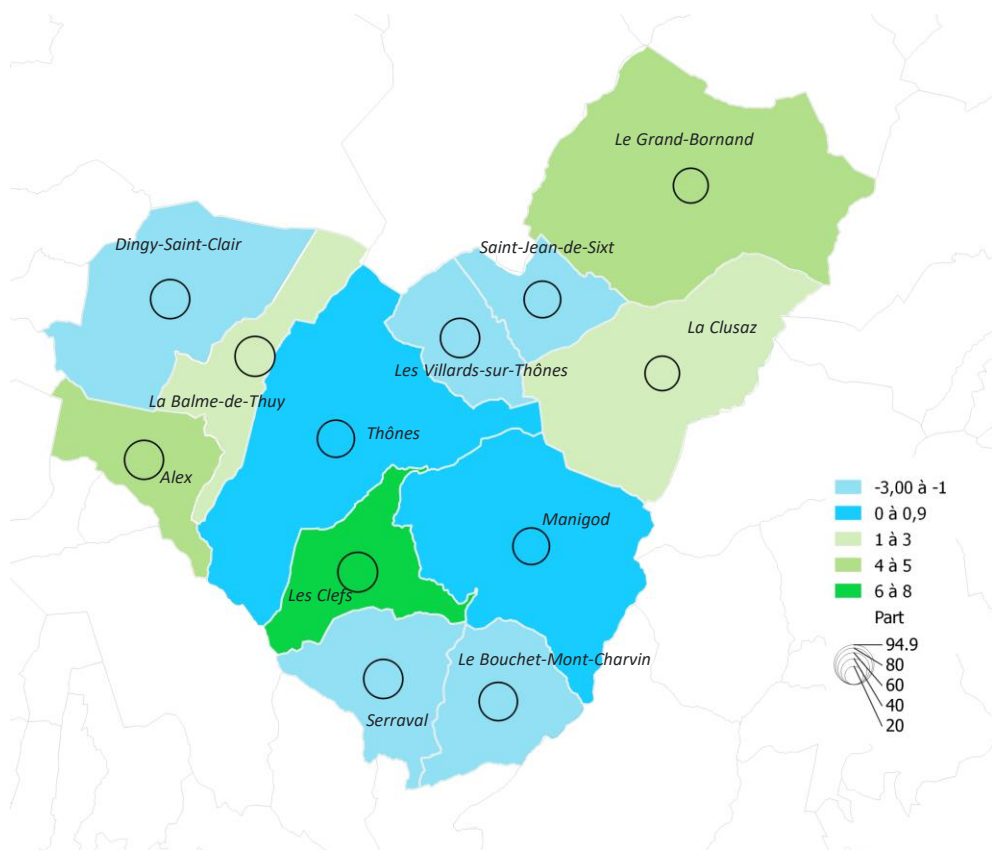 Le Grand-Bornand
Dingy-Saint-Clair
Saint-Jean-de-Sixt
La Clusaz
Les Villards-sur-Thônes
La Balme-de-Thuy
Thônes
Alex
Manigod
Les Clefs
Le Bouchet-Mont-Charvin
Serraval
-3,00 à -1
0 à 0,9
1 à 3
4 à 5
6 à 8
Part
94.9
80
60
40
20